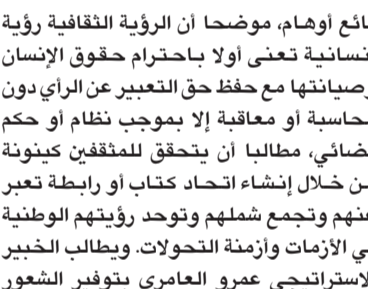 ائع أوهام، موضحا أن الرؤية الثقافية رؤية
نسانية تعنى أولا باحترام حقوق الإنسان
صيانتها مع حفظ حق التعبير عن الرأي دون
حاسبة أو معاقبة إلا بموجب نظام أو حكم
ضائي، مطالبا أن يتحقق للمثقفين كينونة
ن خلال إنشاء اتحاد كتاب أو رابطة تعبر
نهم وتجمع شملهم وتوحد رؤيتهم الوطنية
ي الأزمات وأزمنة التحولات. ويطالب الخبير
لاستراتيجي عمرو العامري بتوفير الشعور